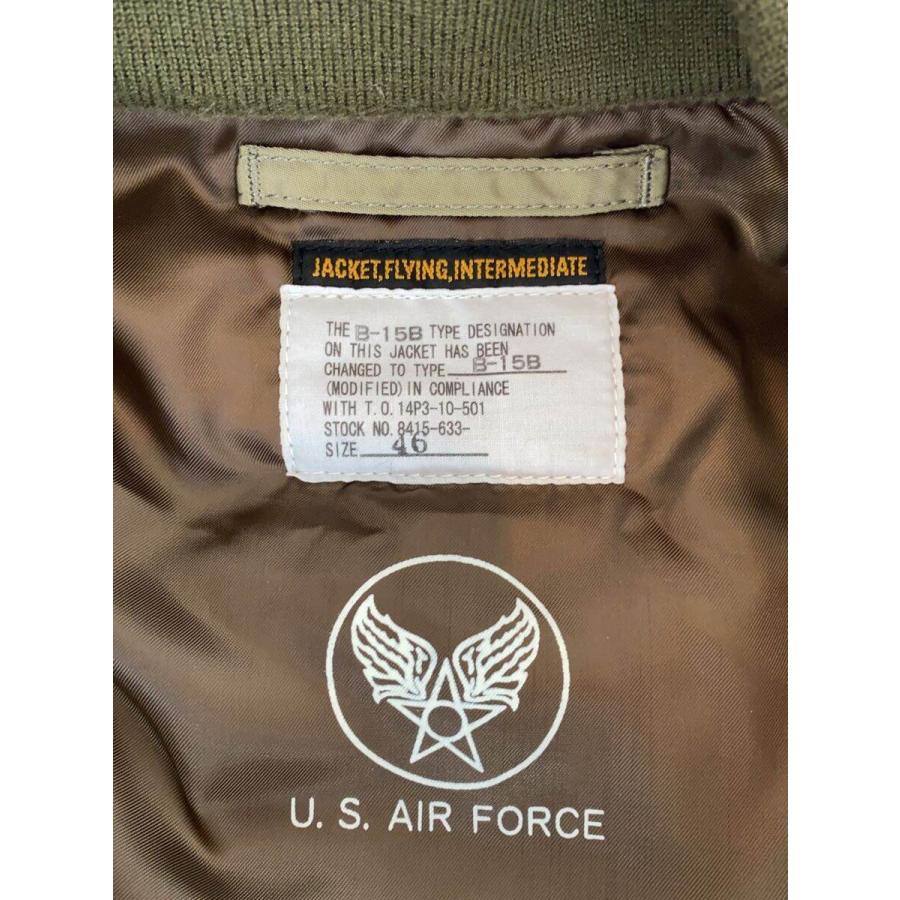 JACKET,FLYING,INTERMEDIATE
THE B-15B TYPE DESIGNATION
ON THIS JACKET HAS BEEN
CHANGED TO TYPE B-15B
(MODIFIED) IN COMPLIANCE
WITH T.O. 14P3-10-501
STOCK NO. 8415-633-
SIZE 46
U. S. AIR FORCE